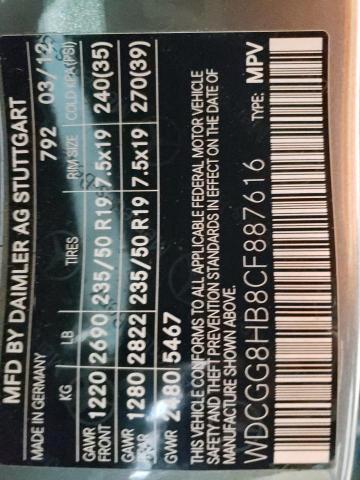 MFD BY DAIMLER AG STUTTGART
MADE IN GERMANY 792 03/12
KG LB TIRES RIM SIZE COLD KPA(PSI)
GAWR FRONT 1220 2690 235/50 R19 7.5x19 240(35)
GAWR 1280 2822 235/50 R19 7.5x19 270(39)
5467
THIS VEHICLE CONFORMS TO ALL APPLICABLE FEDERAL MOTOR VEHICLE
SAFETY AND THEFT PREVENTION STANDARDS IN EFFECT ON THE DATE OF
MANUFACTURE SHOWN ABOVE.
WDCGG8HB8CF887616 TYPE: MPV